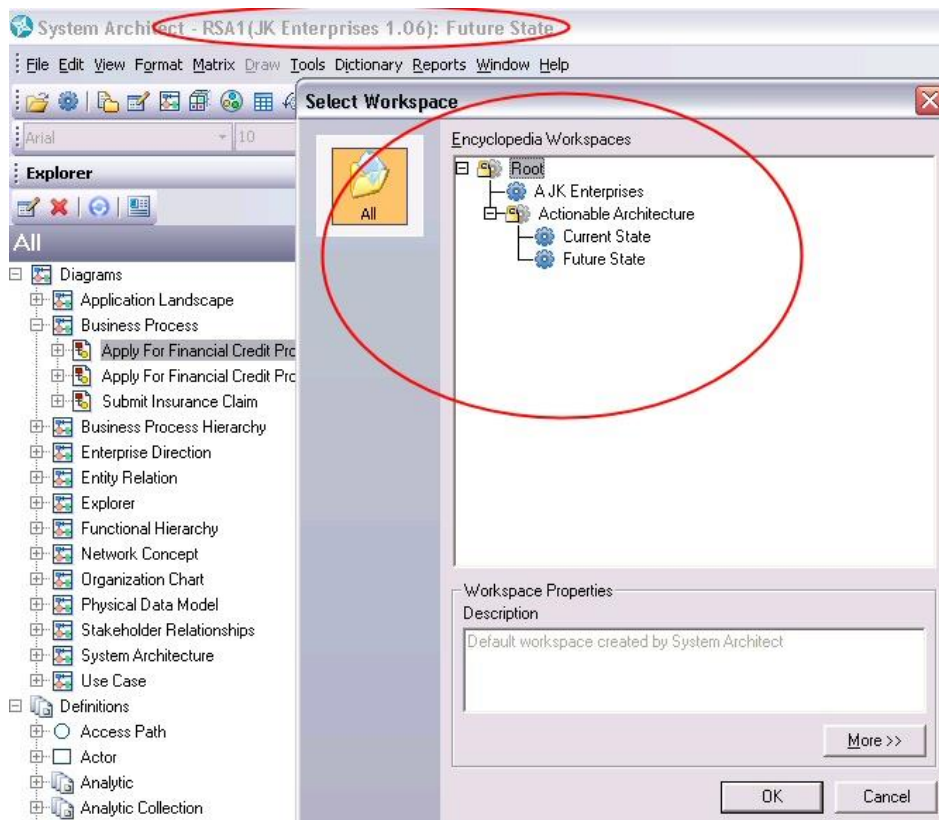 System Architect - RSA1(JK Enterprises 1.06): Future State
File Edit View Format Matrix Draw Tools Dictionary Reports Window Help
Select Workspace
Arial 10
Encyclopedia Workspaces
Explorer
Root
A JK Enterprises
All
Actionable Architecture
Current State
Future State
All
Diagrams
Application Landscape
Business Process
Apply For Financial Credit Prc
Apply For Financial Credit Prc
Submit Insurance Claim
Business Process Hierarchy
Enterprise Direction
Entity Relation
Explorer
Functional Hierarchy
Network Concept
Organization Chart
Physical Data Model
Stakeholder Relationships
System Architecture
Use Case
Definitions
Access Path
Actor
Analytic
Analytic Collection
Workspace Properties
Description
Default workspace created by System Architect
More >>
OK Cancel